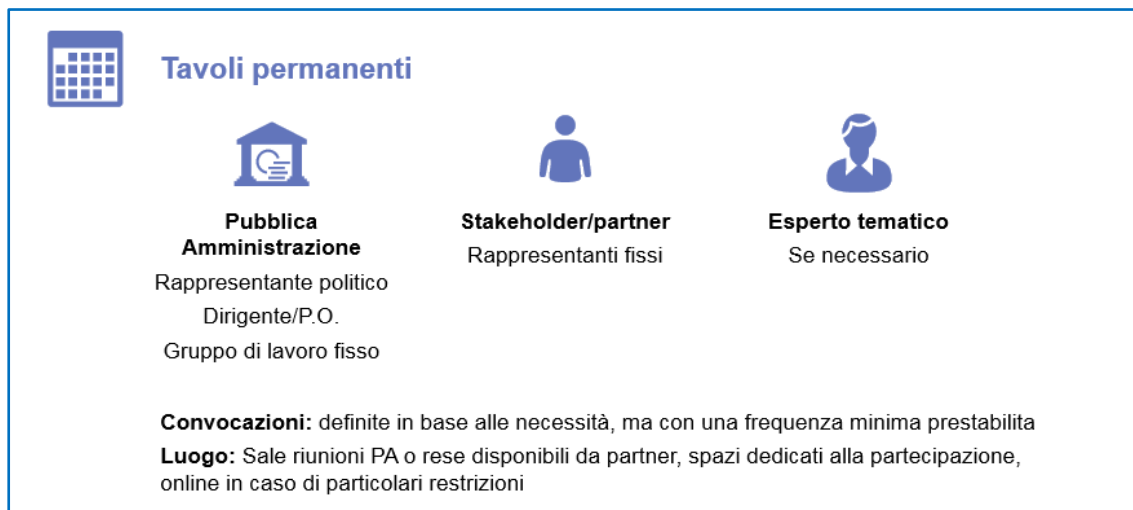 Tavoli permanenti
Pubblica
Amministrazione
Rappresentante politico
Dirigente/P.O.
Gruppo di lavoro fisso
Stakeholder/partner
Rappresentanti fissi
Esperto tematico
Se necessario
Convocazioni: definite in base alle necessità, ma con una frequenza minima prestabilita
Luogo: Sale riunioni PA o rese disponibili da partner, spazi dedicati alla partecipazione,
online in caso di particolari restrizioni